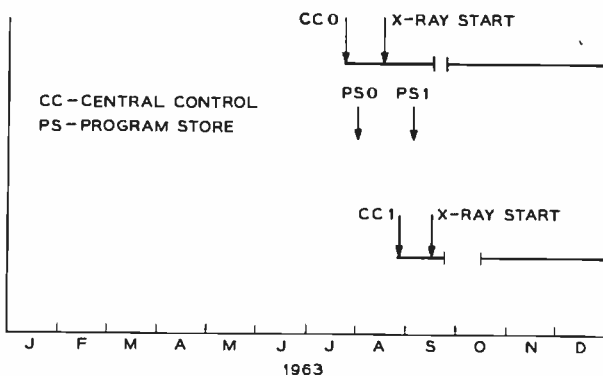 CC0 X-RAY START
CC-CENTRAL CONTROL
PS-PROGRAM STORE
PS0 PS1
CC1 X-RAY START
J F M A M J J A S O N D
1963